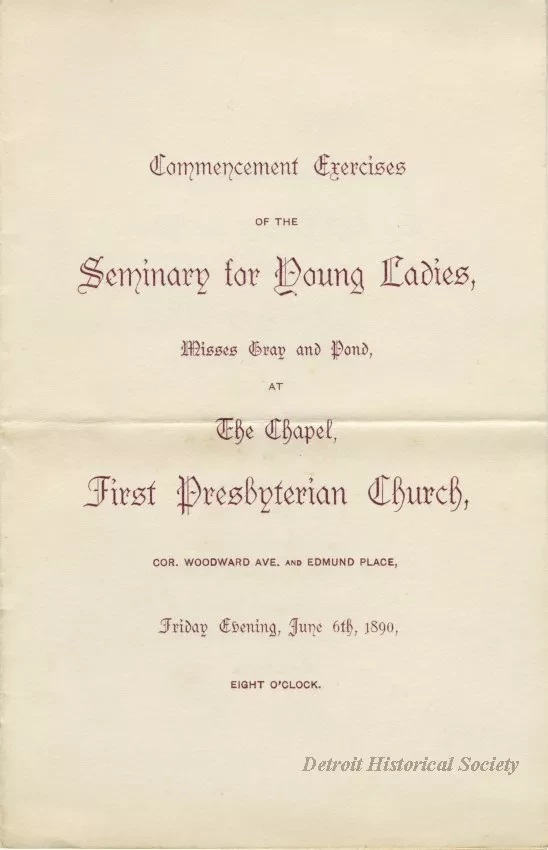 Commencement Exercises
OF THE
Seminary for Young Ladies,
Misses Gray and Pond,
AT
The Chapel,
First Presbyterian Church,
COR. WOODWARD AVE. AND EDMUND PLACE,
Friday Evening, June 6th, 1890,
EIGHT O'CLOCK.
Detroit Historical Society